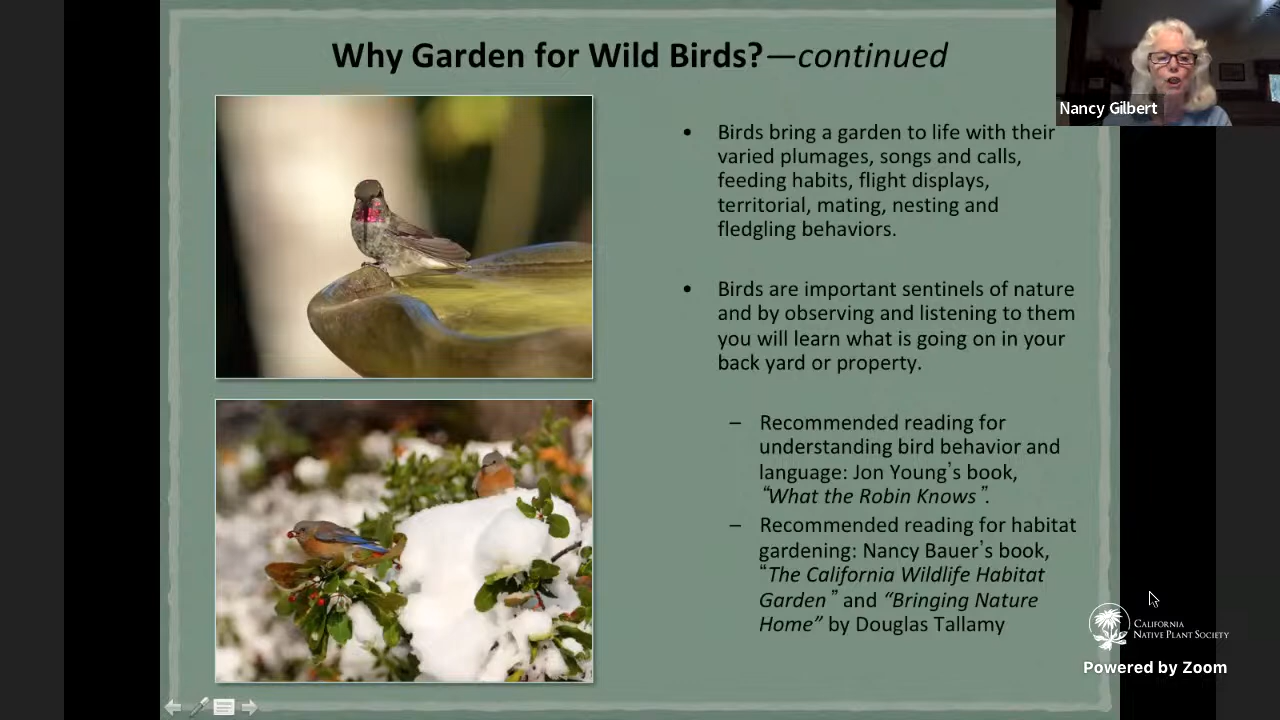 Why Garden for Wild Birds?—continued
Nancy Gilbert
• Birds bring a garden to life with their
varied plumages, songs and calls,
feeding habits, flight displays,
territorial, mating, nesting and
fledgling behaviors.
• Birds are important sentinels of nature
and by observing and listening to them
you will learn what is going on in your
back yard or property.
– Recommended reading for
understanding bird behavior and
language: Jon Young’s book,
“What the Robin Knows”.
– Recommended reading for habitat
gardening: Nancy Bauer’s book,
“The California Wildlife Habitat
Garden” and “Bringing Nature
Home” by Douglas Tallamy
CALIFORNIA
NATIVE PLANT SOCIETY
Powered by Zoom